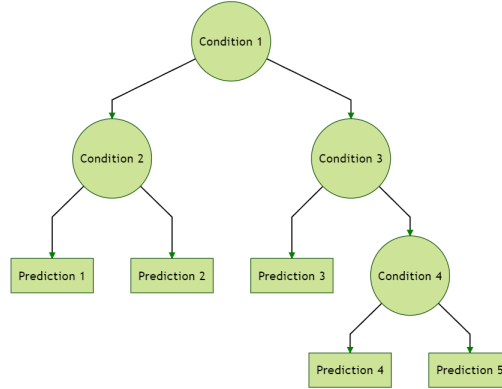 Condition 1
Condition 2
Condition 3
Prediction 1
Prediction 2
Prediction 3
Condition 4
Prediction 4
Prediction 5